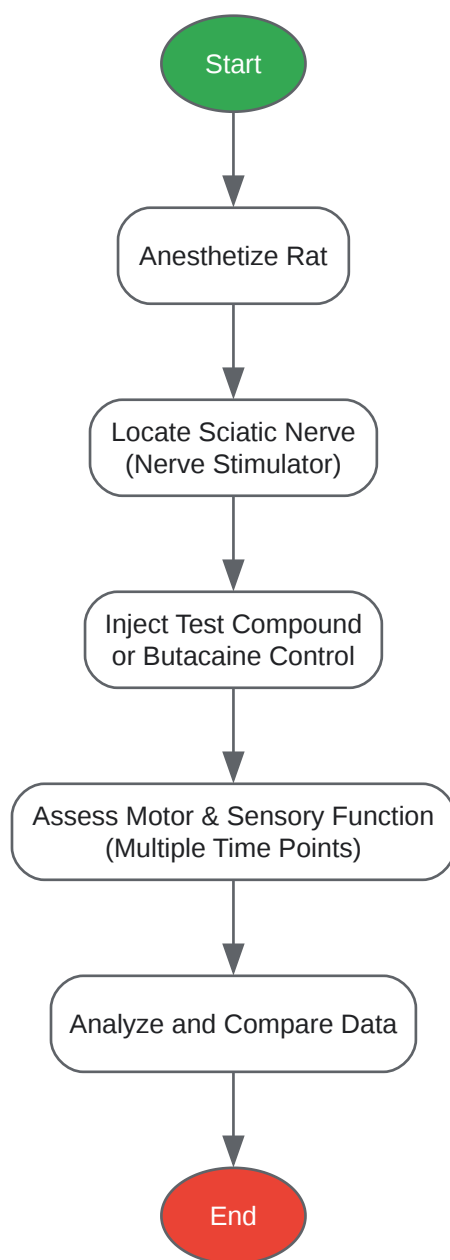 Start
Anesthetize Rat
Locate Sciatic Nerve
(Nerve Stimulator)
Inject Test Compound
or Butacaine Control
Assess Motor & Sensory Function
(Multiple Time Points)
Analyze and Compare Data
End